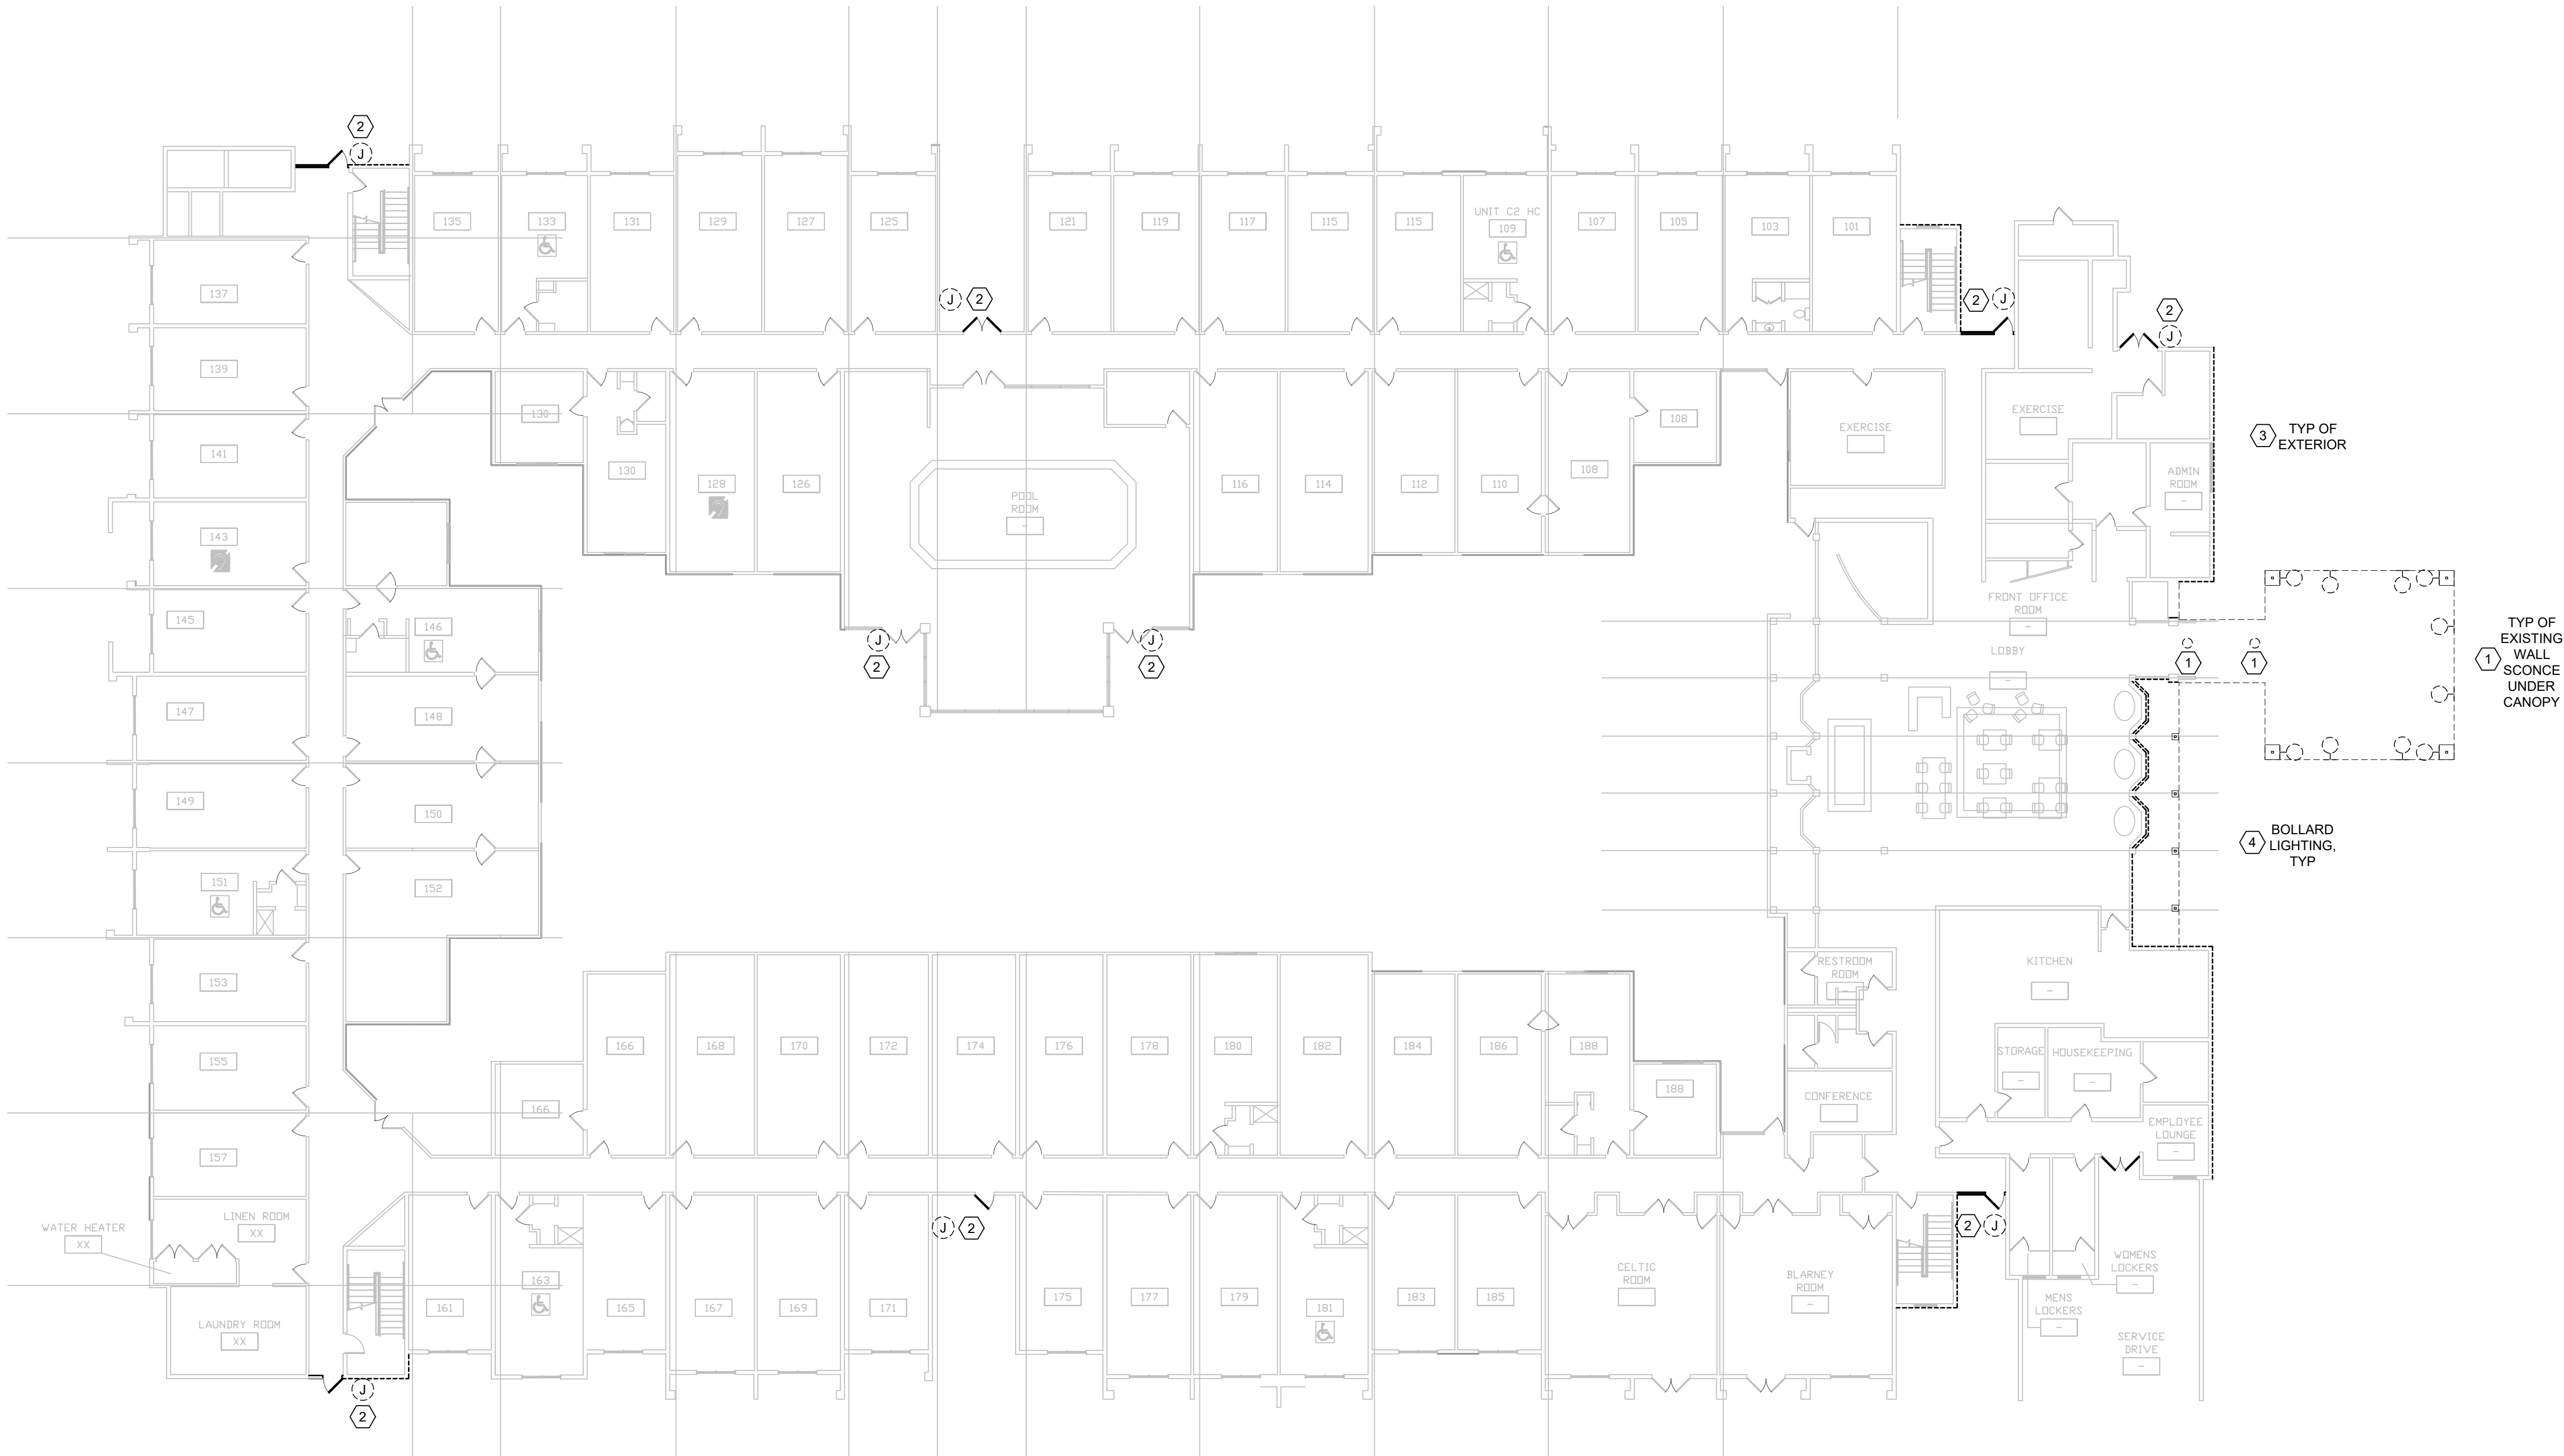 2
J
135
133
131
129
127
125
121
119
117
115
115
UNIT C2 HC
109
107
105
103
101
J
2
2
J
2
J
137
139
141
143
145
147
149
151
153
155
157
130
130
128
126
POOL
ROOM
-
116
114
112
110
108
108
EXERCISE
EXERCISE
ADMIN
ROOM
-
3
TYP OF
EXTERIOR
146
148
150
152
J
2
J
2
FRONT OFFICE
ROOM
-
LOBBY
-
1
1
1
TYP OF
EXISTING
WALL
SCONCE
UNDER
CANOPY
4
BOLLARD
LIGHTING,
TYP
166
166
168
170
172
174
176
178
180
182
184
186
188
188
RESTROOM
ROOM
-
CONFERENCE
KITCHEN
-
STORAGE
-
HOUSEKEEPING
-
EMPLOYEE
LOUNGE
-
WATER HEATER
XX
LINEN ROOM
XX
LAUNDRY ROOM
XX
J
2
161
163
165
167
169
171
J
2
175
177
179
181
183
185
CELTIC
ROOM
BLARNEY
ROOM
-
2
J
WOMENS
LOCKERS
-
MENS
LOCKERS
-
SERVICE
DRIVE
-